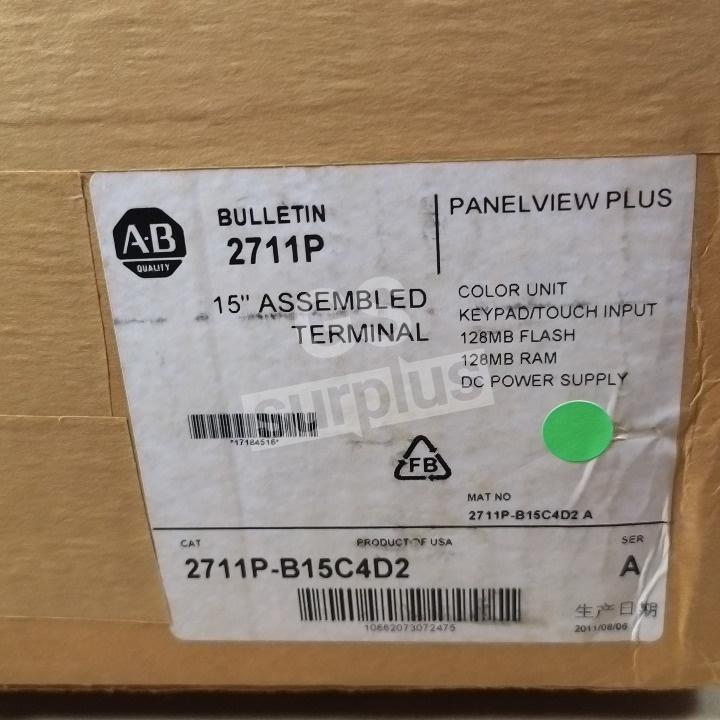 A·B
QUALITY
BULLETIN
2711P
PANELVIEW PLUS
15" ASSEMBLED
TERMINAL
COLOR UNIT
KEYPAD/TOUCH INPUT
128MB FLASH
128MB RAM
DC POWER SUPPLY
GS
surplus
*17184516*
FB
MAT NO
2711P-B15C4D2 A
CAT
PRODUCT OF USA
SER
2711P-B15C4D2
A
10862073072475
生产日期
2011/08/06